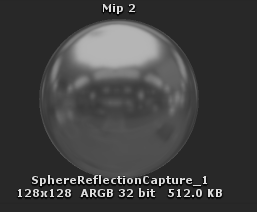 Mip 2
SphereReflectionCapture_1
128x128 ARGB 32 bit 512.0 KB